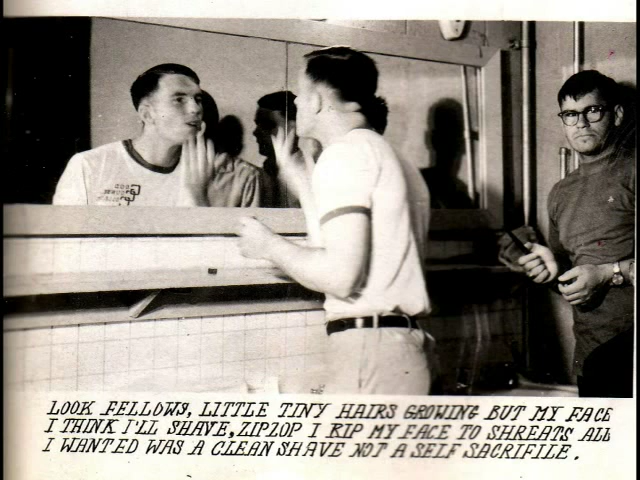 LOOK FELLOWS, LITTLE TINY HAIRS GROWING BUT MY FACE
I THINK I'LL SHAVE,ZIPZOP I RIP MY FACE TO SHREATS ALL
I WANTED WAS A CLEAN SHAVE NOT A SELF SACRIFILE .